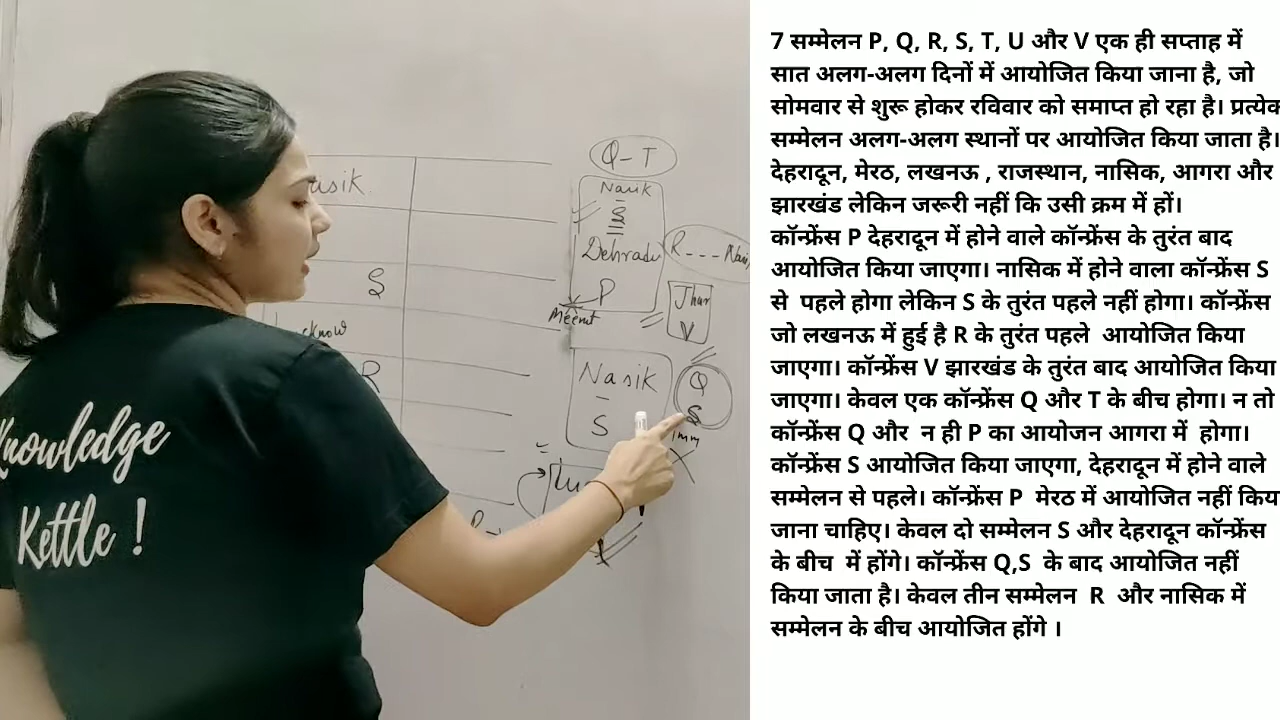 7 सम्मेलन P, Q, R, S, T, U और V एक ही सप्ताह में
सात अलग-अलग दिनों में आयोजित किया जाना है, जो
सोमवार से शुरू होकर रविवार को समाप्त हो रहा है। प्रत्येक
सम्मेलन अलग-अलग स्थानों पर आयोजित किया जाता है।
देहरादून, मेरठ, लखनऊ , राजस्थान, नासिक, आगरा और
झारखंड लेकिन जरूरी नहीं कि उसी क्रम में हों।
कॉन्फ्रेंस P देहरादून में होने वाले कॉन्फ्रेंस के तुरंत बाद
आयोजित किया जाएगा। नासिक में होने वाला कॉन्फ्रेंस S
से पहले होगा लेकिन S के तुरंत पहले नहीं होगा। कॉन्फ्रेंस
जो लखनऊ में हुई है R के तुरंत पहले आयोजित किया
जाएगा। कॉन्फ्रेंस V झारखंड के तुरंत बाद आयोजित किया
जाएगा। केवल एक कॉन्फ्रेंस Q और T के बीच होगा। न तो
कॉन्फ्रेंस Q और न ही P का आयोजन आगरा में होगा।
कॉन्फ्रेंस S आयोजित किया जाएगा, देहरादून में होने वाले
सम्मेलन से पहले। कॉन्फ्रेंस P मेरठ में आयोजित नहीं किया
जाना चाहिए। केवल दो सम्मेलन S और देहरादून कॉन्फ्रेंस
के बीच में होंगे। कॉन्फ्रेंस Q,S के बाद आयोजित नहीं
किया जाता है। केवल तीन सम्मेलन R और नासिक में
सम्मेलन के बीच आयोजित होंगे ।
Q-T
Nasik
S
Dehradu
P
Meerut
R---Nasi
Jhar
V
Nasik
S
Q
S
Imm
S
R
Knowledge
Kettle !